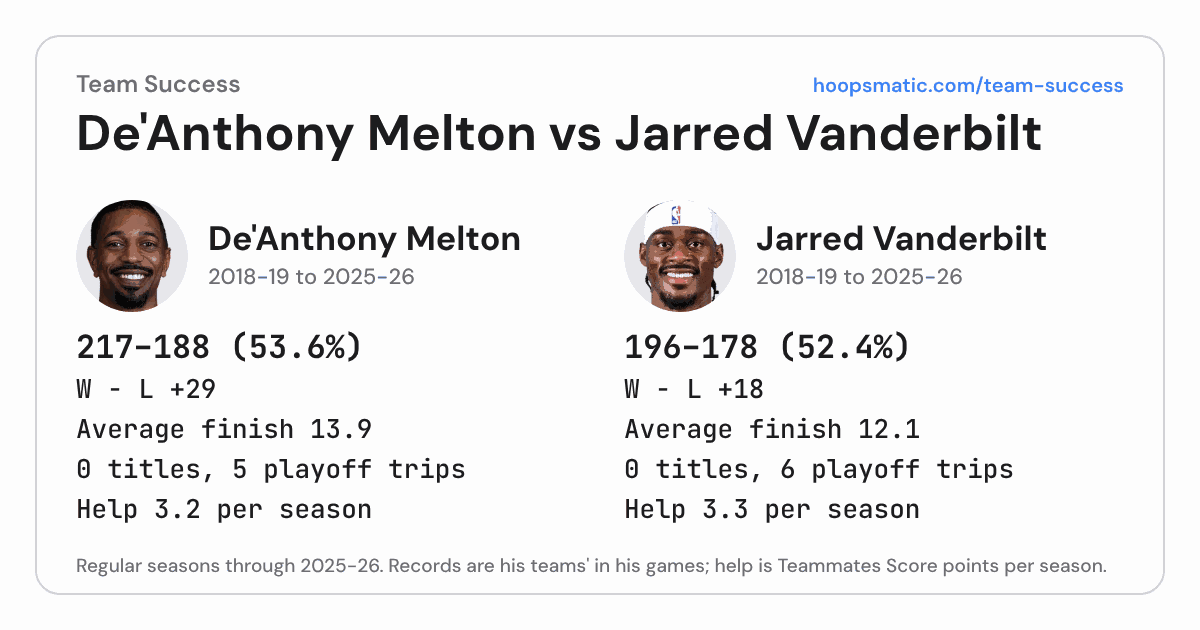 Team Success
hoopsmatic.com/team-success
De'Anthony Melton vs Jarred Vanderbilt
De'Anthony Melton
2018-19 to 2025-26
217-188 (53.6%)
W - L +29
Average finish 13.9
0 titles, 5 playoff trips
Help 3.2 per season
Jarred Vanderbilt
2018-19 to 2025-26
196-178 (52.4%)
W - L +18
Average finish 12.1
0 titles, 6 playoff trips
Help 3.3 per season
Regular seasons through 2025-26. Records are his teams' in his games; help is Teammates Score points per season.